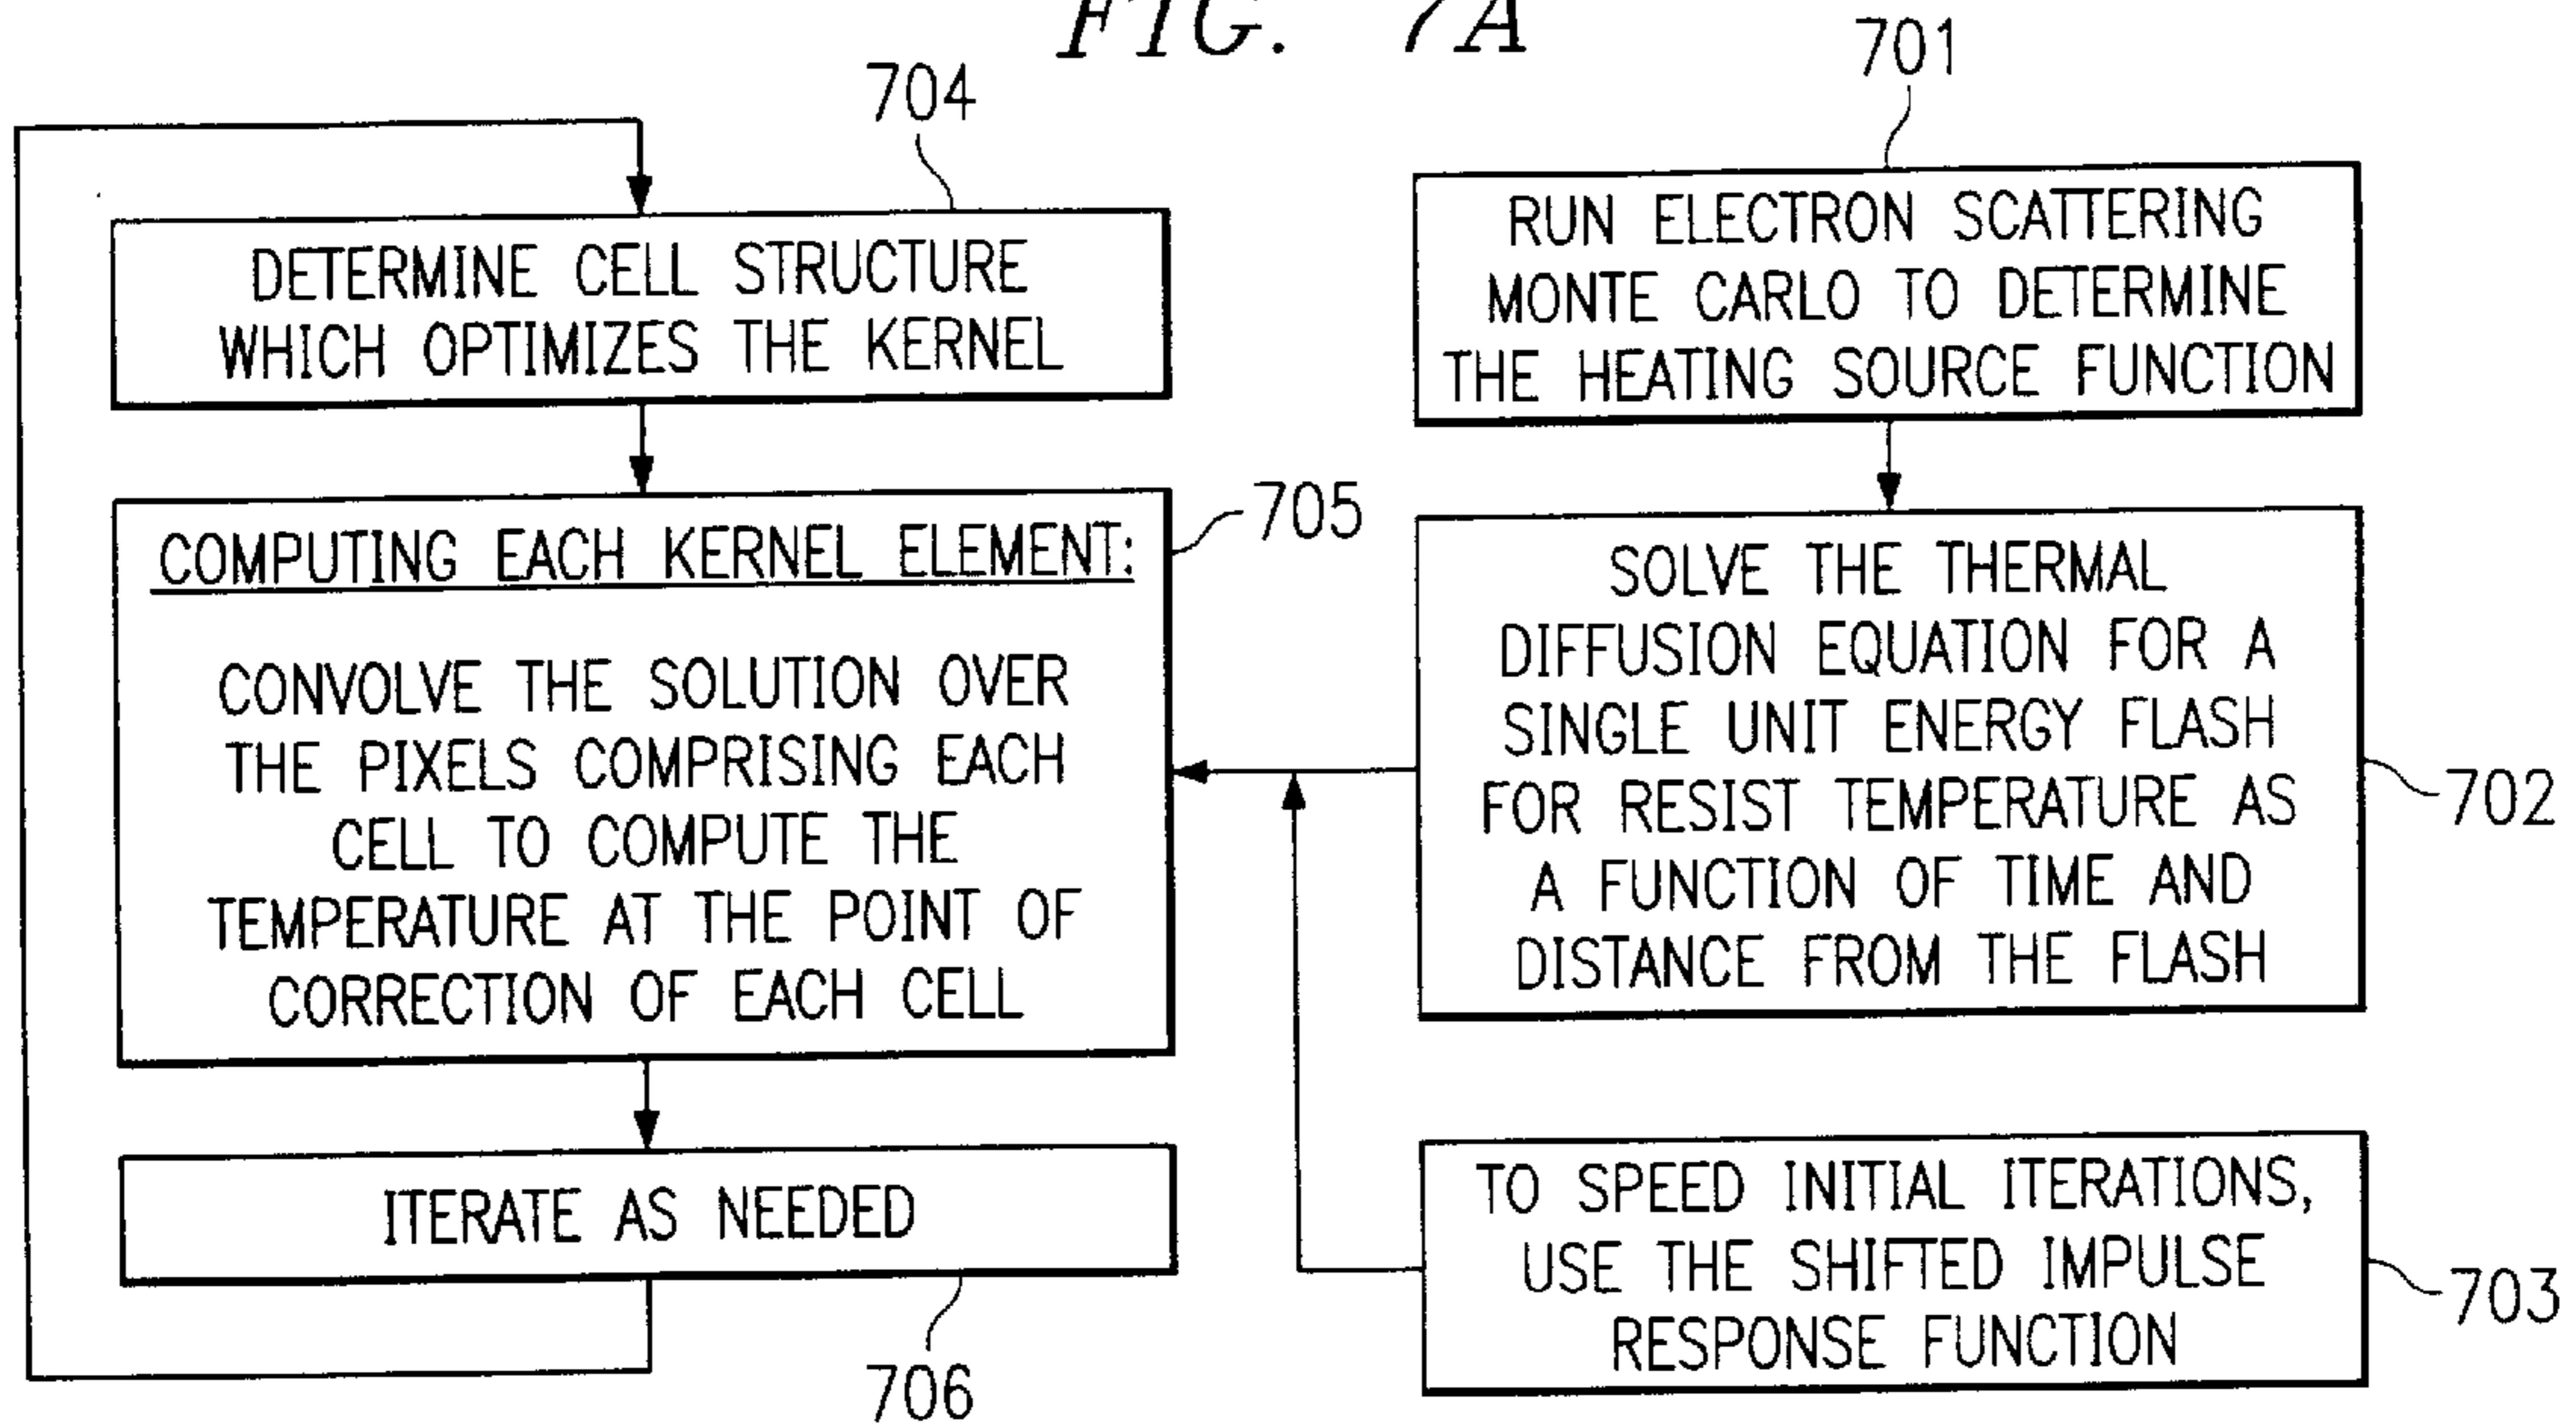 FIG. 7A
704
DETERMINE CELL STRUCTURE
WHICH OPTIMIZES THE KERNEL
705
COMPUTING EACH KERNEL ELEMENT:
CONVOLVE THE SOLUTION OVER
THE PIXELS COMPRISING EACH
CELL TO COMPUTE THE
TEMPERATURE AT THE POINT OF
CORRECTION OF EACH CELL
ITERATE AS NEEDED
706
701
RUN ELECTRON SCATTERING
MONTE CARLO TO DETERMINE
THE HEATING SOURCE FUNCTION
SOLVE THE THERMAL
DIFFUSION EQUATION FOR A
SINGLE UNIT ENERGY FLASH
FOR RESIST TEMPERATURE AS
A FUNCTION OF TIME AND
DISTANCE FROM THE FLASH
702
TO SPEED INITIAL ITERATIONS,
USE THE SHIFTED IMPULSE
RESPONSE FUNCTION
703